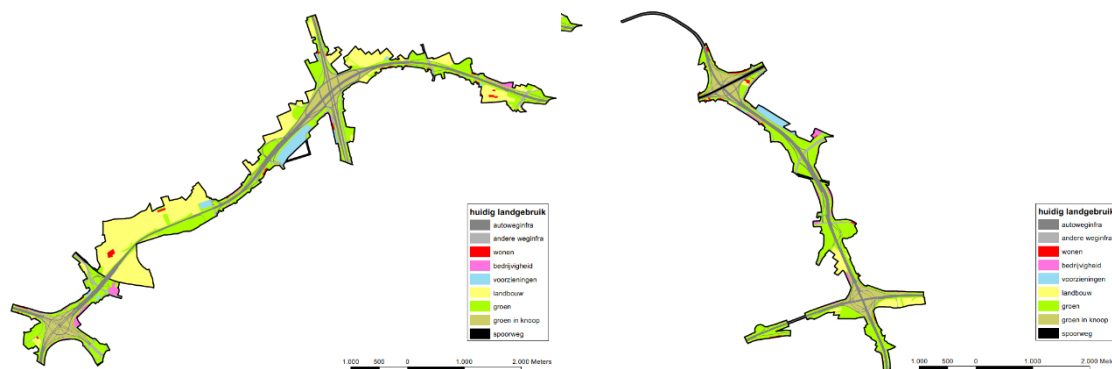 huidig landgebruik
autoweginfra
andere weginfra
wonen
bedrijvigheid
voorzieningen
landbouw
groen
groen in knoop
spoorweg
1.000 500 0 1.000 2.000 Meters
huidig landgebruik
autoweginfra
andere weginfra
wonen
bedrijvigheid
voorzieningen
landbouw
groen
groen in knoop
spoorweg
1.000 500 0 1.000 2.000 Mete